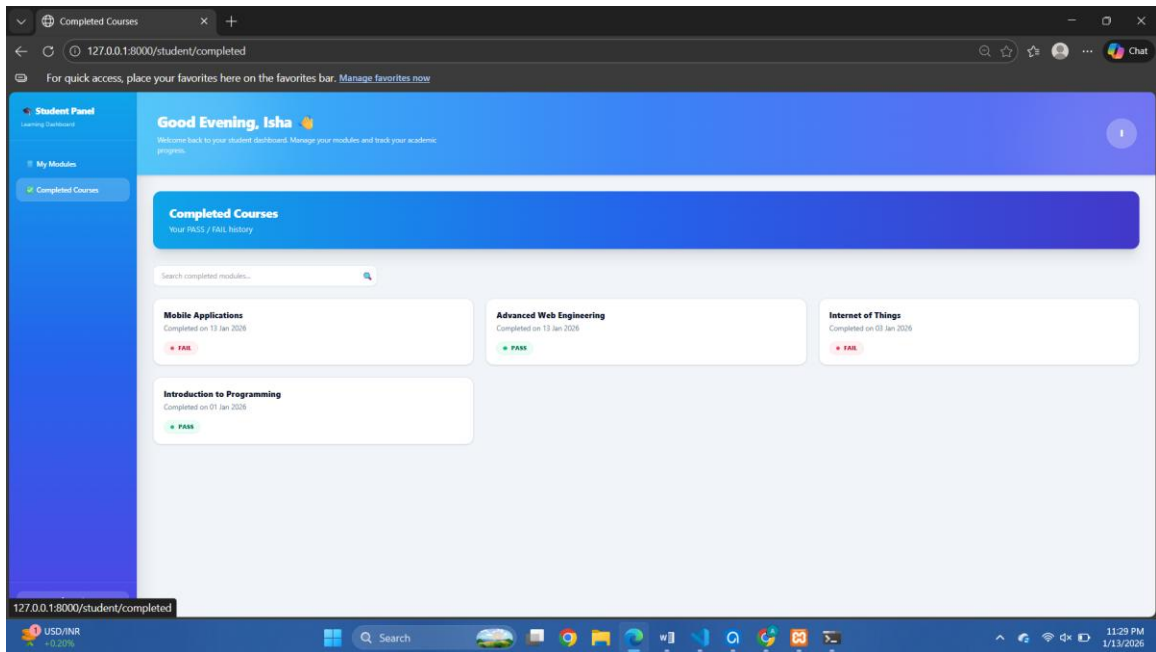 Completed Courses
127.0.0.1:8000/student/completed
Chat
For quick access, place your favorites here on the favorites bar. Manage favorites now
Student Panel
Learning Dashboard
My Modules
Completed Courses
Good Evening, Isha
Welcome back to your student dashboard. Manage your modules and track your academic
progress.
I
Completed Courses
Your PASS / FAIL history
Search completed modules...
Mobile Applications
Completed on 13 Jan 2026
FAIL
Advanced Web Engineering
Completed on 13 Jan 2026
PASS
Internet of Things
Completed on 03 Jan 2026
FAIL
Introduction to Programming
Completed on 01 Jan 2026
PASS
127.0.0.1:8000/student/completed
1
USD/INR
+0.20%
Search
11:29 PM
1/13/2026